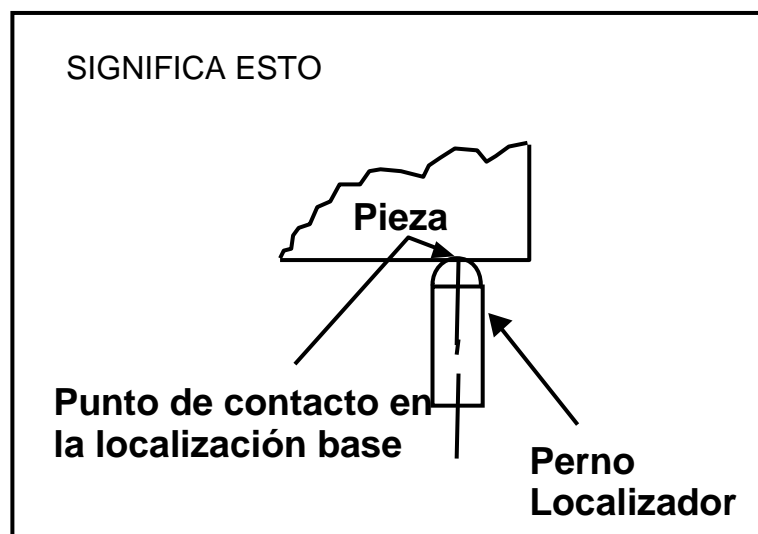 SIGNIFICA ESTO
Pieza
Punto de contacto en
la localización base
Perno
Localizador